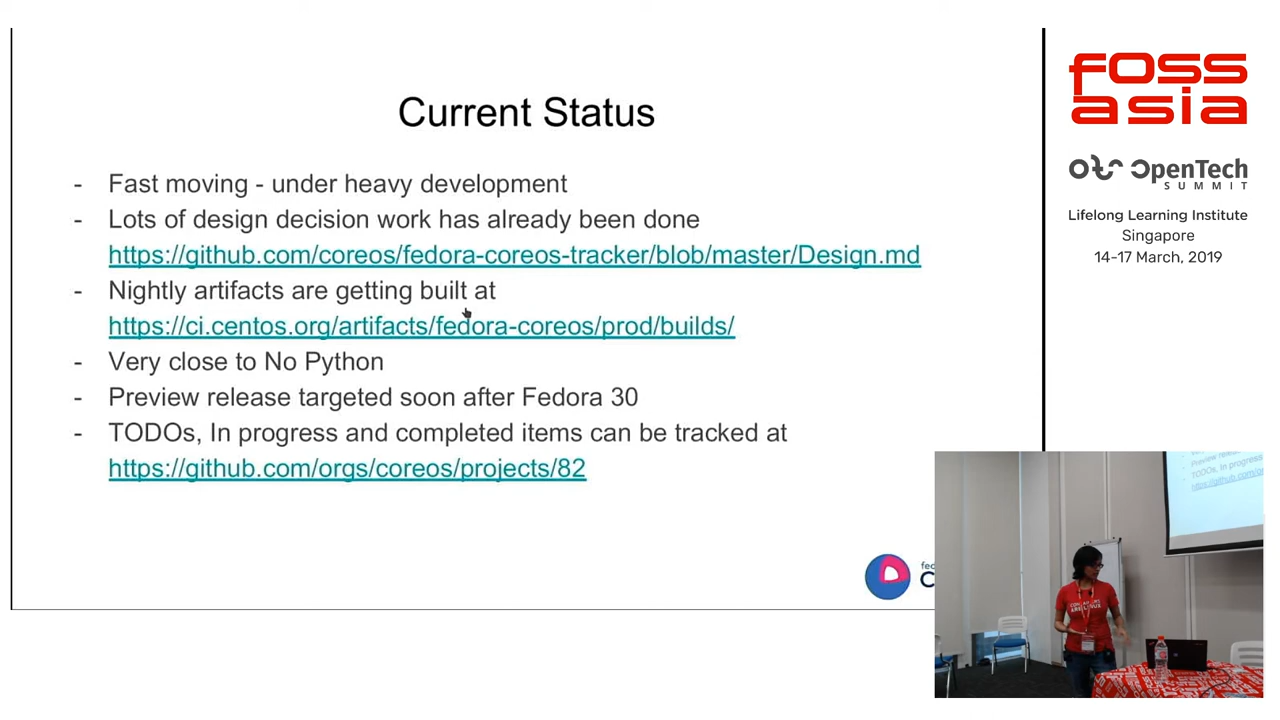 Current Status
- Fast moving - under heavy development
- Lots of design decision work has already been done
https://github.com/coreos/fedora-coreos-tracker/blob/master/Design.md
- Nightly artifacts are getting built at
https://ci.centos.org/artifacts/fedora-coreos/prod/builds/
- Very close to No Python
- Preview release targeted soon after Fedora 30
- TODOs, In progress and completed items can be tracked at
https://github.com/orgs/coreos/projects/82
FOSS
asia
OpenTech
SUMMIT
Lifelong Learning Institute
Singapore
14-17 March, 2019
Preview
TODOs, In progress